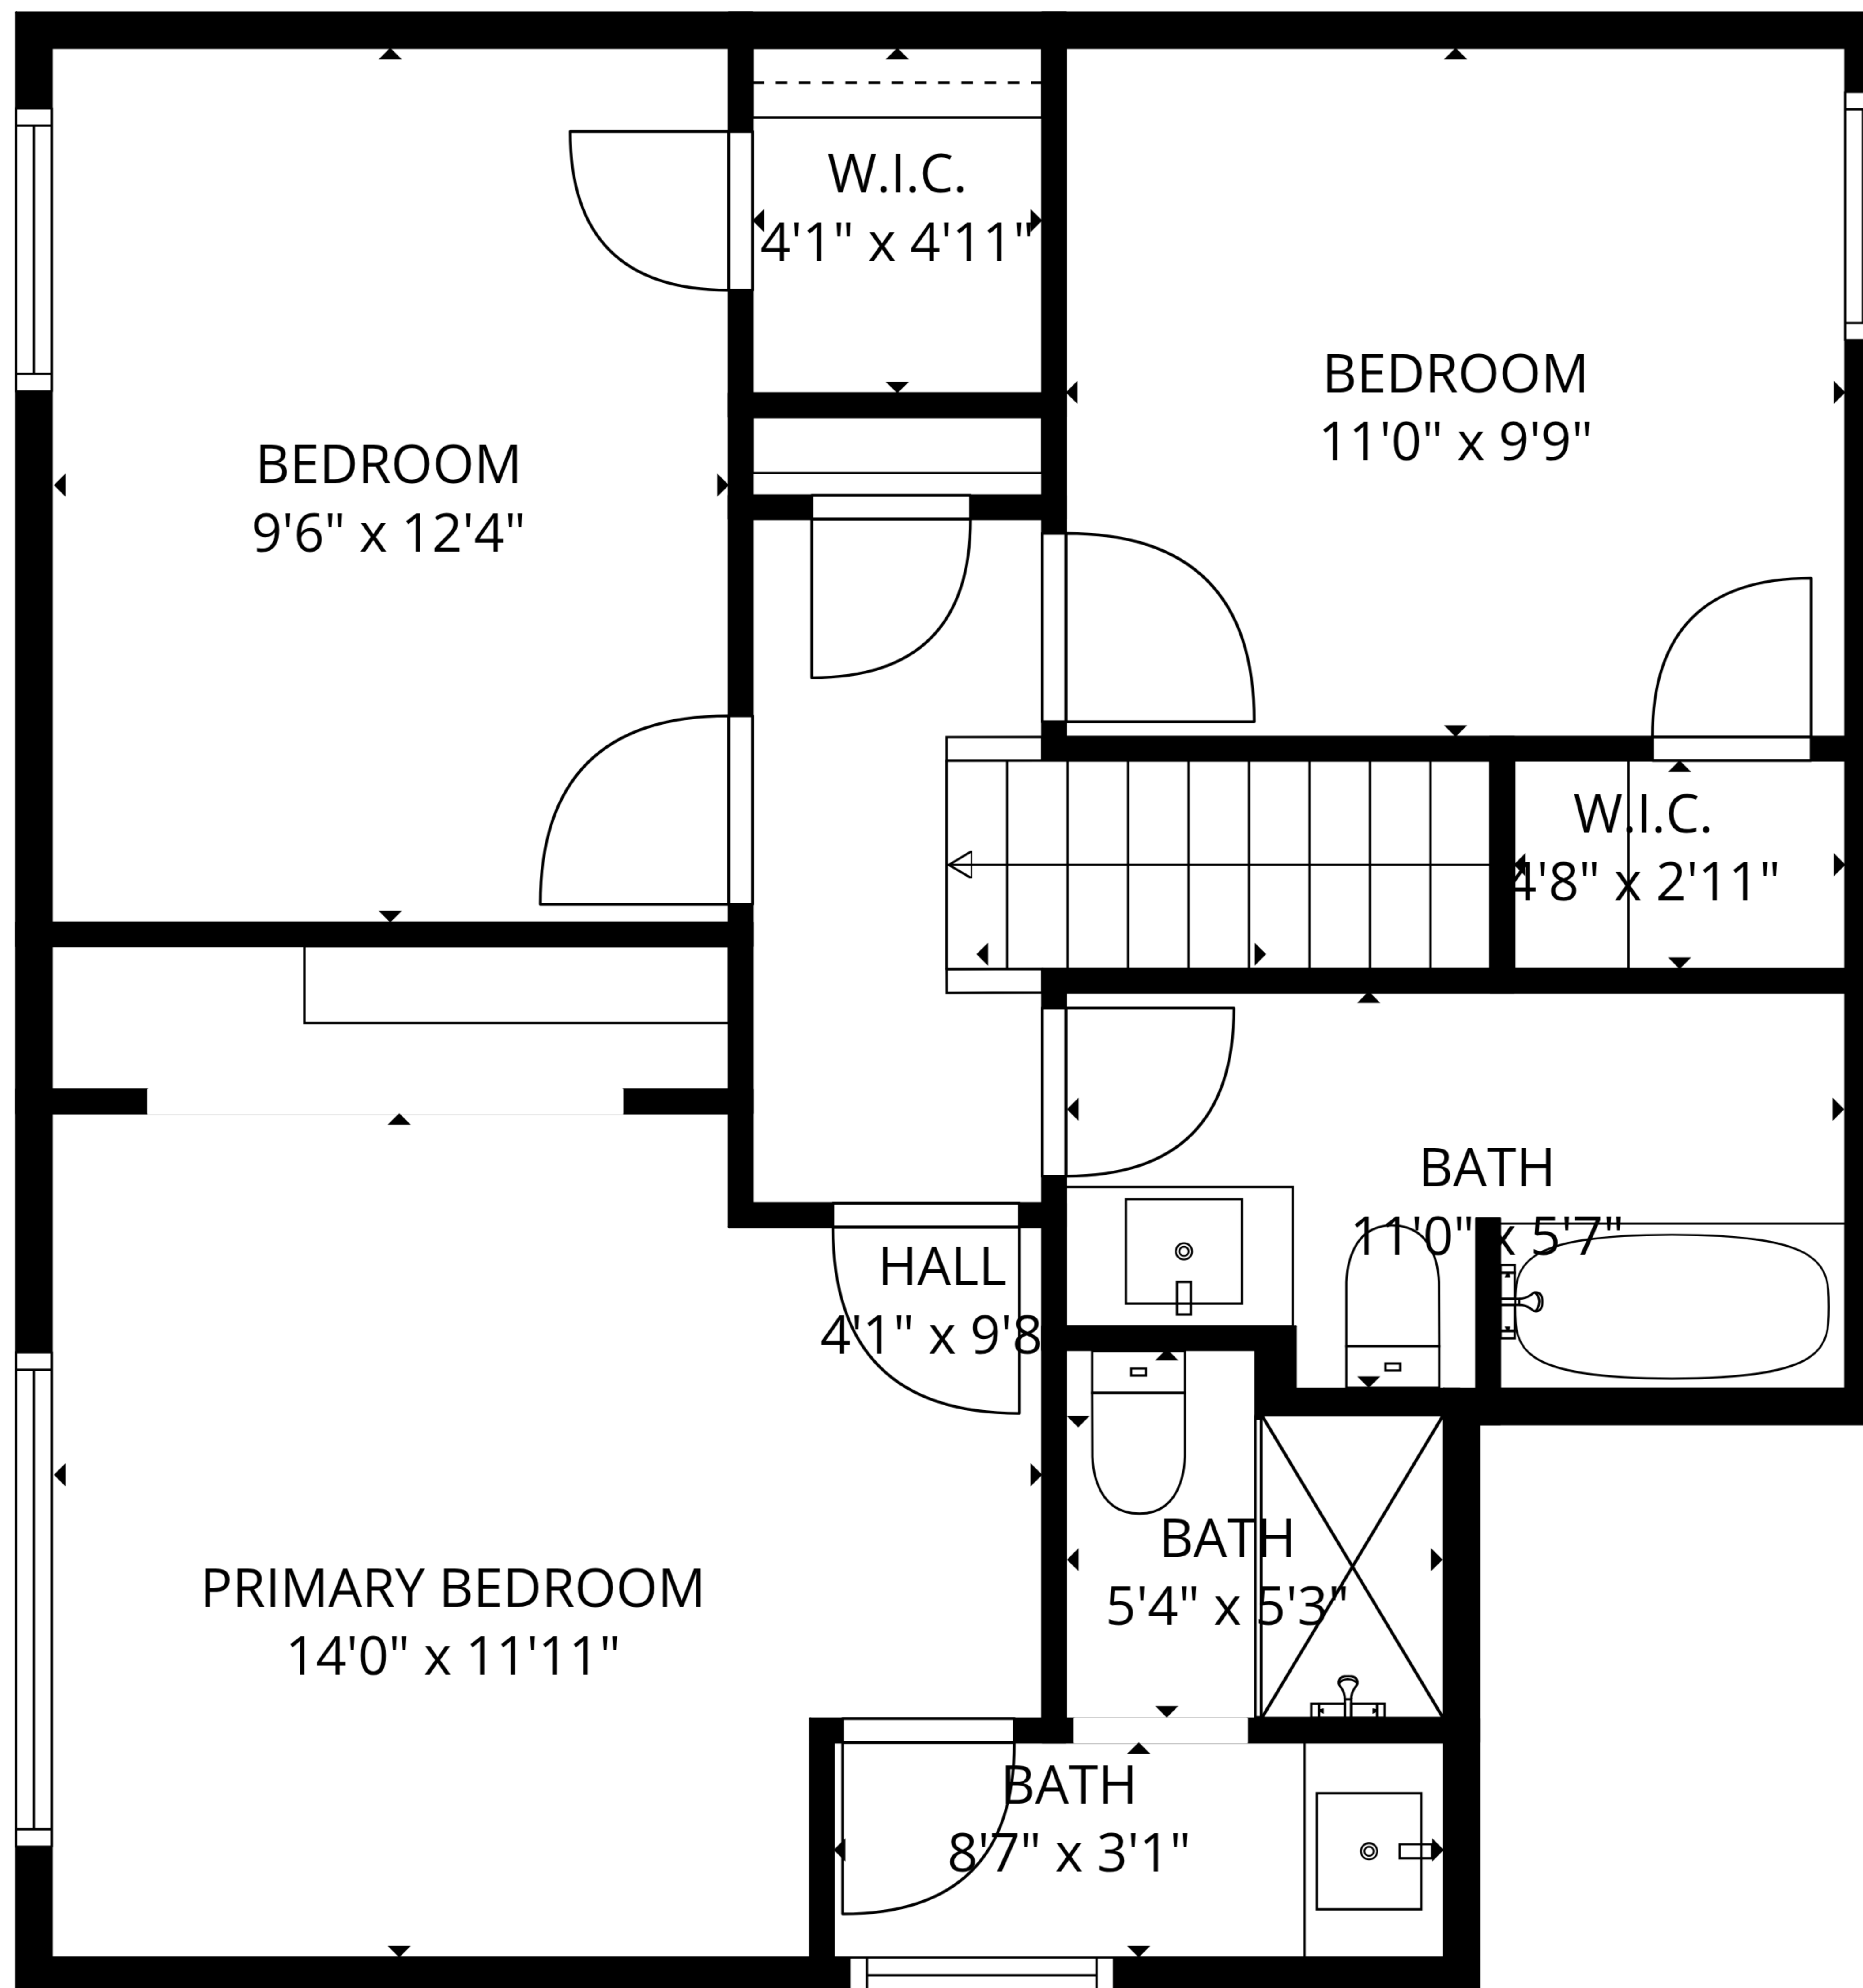 W.I.C.
4'1" x 4'11"
BEDROOM
11'0" x 9'9"
BEDROOM
9'6" x 12'4"
W.I.C.
4'8" x 2'11"
BATH
11'0" x 5'7"
HALL
4'1" x 9'8
BATH
5'4" x 5'3"
PRIMARY BEDROOM
14'0" x 11'11"
BATH
8'7" x 3'1"